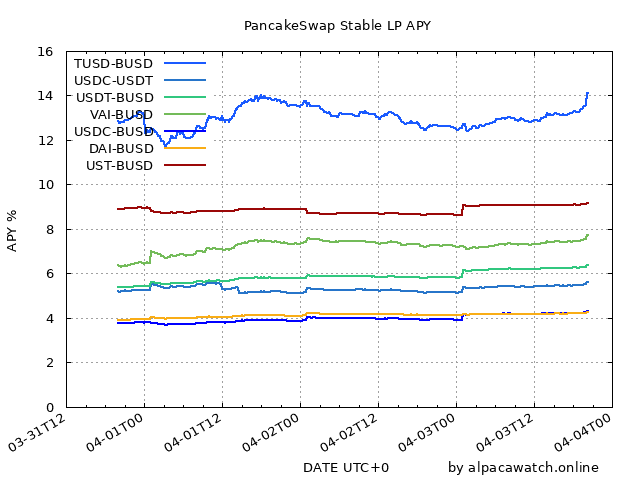 PancakeSwap Stable LP APY
16
14
12
10
8
6
4
2
0
APY %
TUSD-BUSD
USDC-USDT
USDT-BUSD
VAI-BUSD
USDC-BUSD
DAI-BUSD
UST-BUSD
03-31T12
04-01T00
04-01T12
04-02T00
04-02T12
04-03T00
04-03T12
04-04T00
DATE UTC+0
by alpacawatch.online